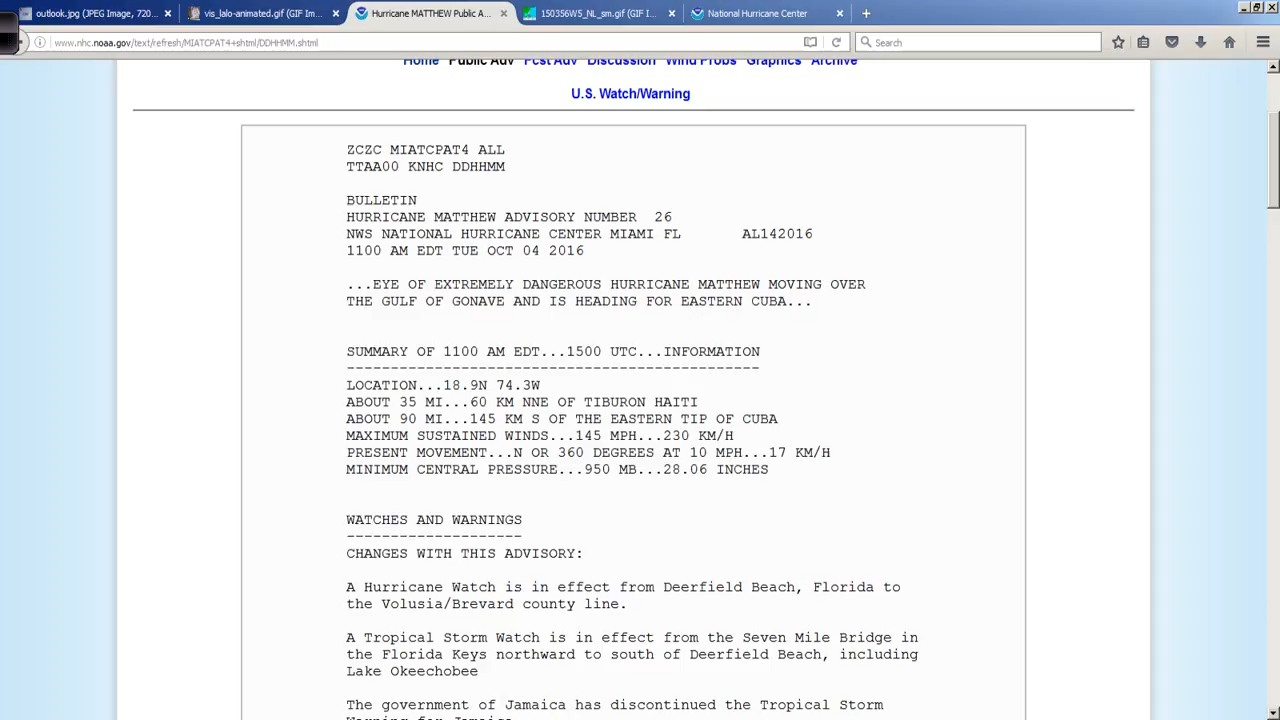 outlook.jpg (JPEG Image, 720...
vis_lalo-animated.gif (GIF Im...
Hurricane MATTHEW Public A...
150356W5_NL_sm.gif (GIF I...
National Hurricane Center
www.nhc.noaa.gov/text/refresh/MIATCPAT4+shtml/DDHHMM.shtml
Search
Home Public Adv Fcst Adv Discussion Wind Probs Graphics Archive
U.S. Watch/Warning
ZCZC MIATCPAT4 ALL
TTAA00 KNHC DDHHMM
BULLETIN
HURRICANE MATTHEW ADVISORY NUMBER 26
NWS NATIONAL HURRICANE CENTER MIAMI FL AL142016
1100 AM EDT TUE OCT 04 2016
...EYE OF EXTREMELY DANGEROUS HURRICANE MATTHEW MOVING OVER
THE GULF OF GONAVE AND IS HEADING FOR EASTERN CUBA...
SUMMARY OF 1100 AM EDT...1500 UTC...INFORMATION
-----------------------------------------------
LOCATION...18.9N 74.3W
ABOUT 35 MI...60 KM NNE OF TIBURON HAITI
ABOUT 90 MI...145 KM S OF THE EASTERN TIP OF CUBA
MAXIMUM SUSTAINED WINDS...145 MPH...230 KM/H
PRESENT MOVEMENT...N OR 360 DEGREES AT 10 MPH...17 KM/H
MINIMUM CENTRAL PRESSURE...950 MB...28.06 INCHES
WATCHES AND WARNINGS
--------------------
CHANGES WITH THIS ADVISORY:
A Hurricane Watch is in effect from Deerfield Beach, Florida to
the Volusia/Brevard county line.
A Tropical Storm Watch is in effect from the Seven Mile Bridge in
the Florida Keys northward to south of Deerfield Beach, including
Lake Okeechobee
The government of Jamaica has discontinued the Tropical Storm
Warning for Jamaica.